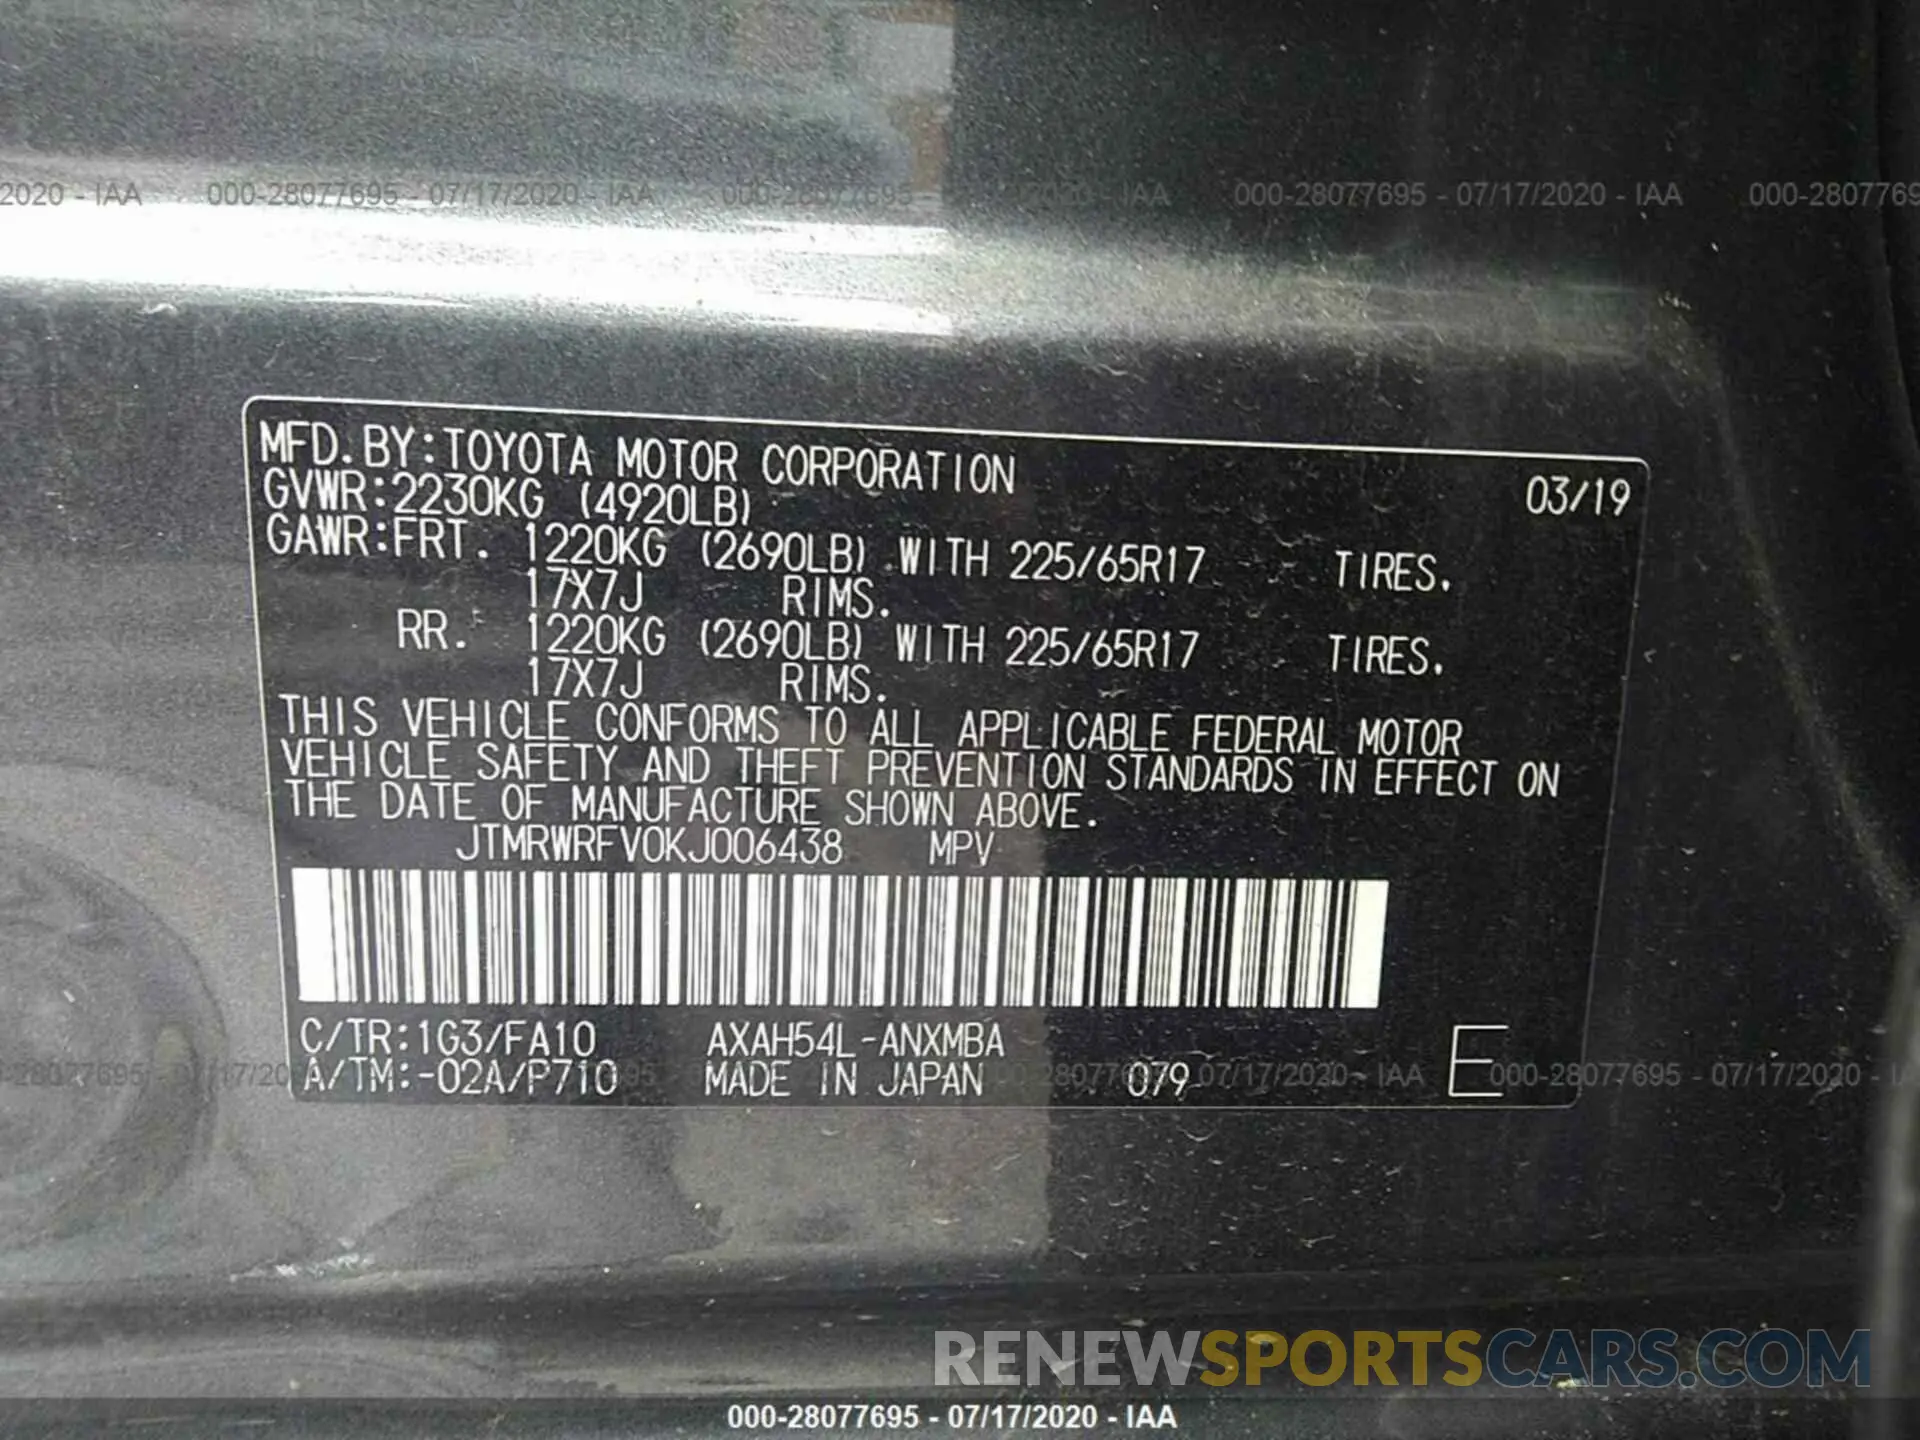 2020 - IAA 000-28077695 - 07/17/2020 - IAA 000-28077695 - 07/17/2020 - IAA 000-28077695 - 07/17/2020 - IAA 000-2807769
MFD. BY:TOYOTA MOTOR CORPORATION 03/19
GVWR:2230KG (4920LB)
GAWR:FRT. 1220KG (2690LB) WITH 225/65R17 TIRES.
17X7J RIMS.
RR. 1220KG (2690LB) WITH 225/65R17 TIRES.
17X7J RIMS.
THIS VEHICLE CONFORMS TO ALL APPLICABLE FEDERAL MOTOR
VEHICLE SAFETY AND THEFT PREVENTION STANDARDS IN EFFECT ON
THE DATE OF MANUFACTURE SHOWN ABOVE.
JTMRWRFV0KJ006438 MPV
C/TR:1G3/FA10 AXAH54L-ANXMBA E
A/TM:-02A/P710 MADE IN JAPAN 079
07/17/2020 - IAA 000-28077695 - 07/17/2020 - IAA
RENEWSPORTSCARS.COM
000-28077695 - 07/17/2020 - IAA